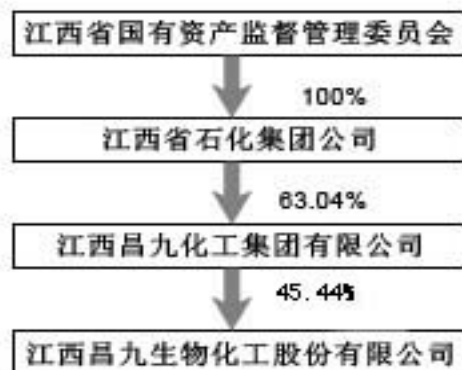 江西省国有资产监督管理委员会
100%
江西省石化集团公司
63.04%
江西昌九化工集团有限公司
45.44%
江西昌九生物化工股份有限公司